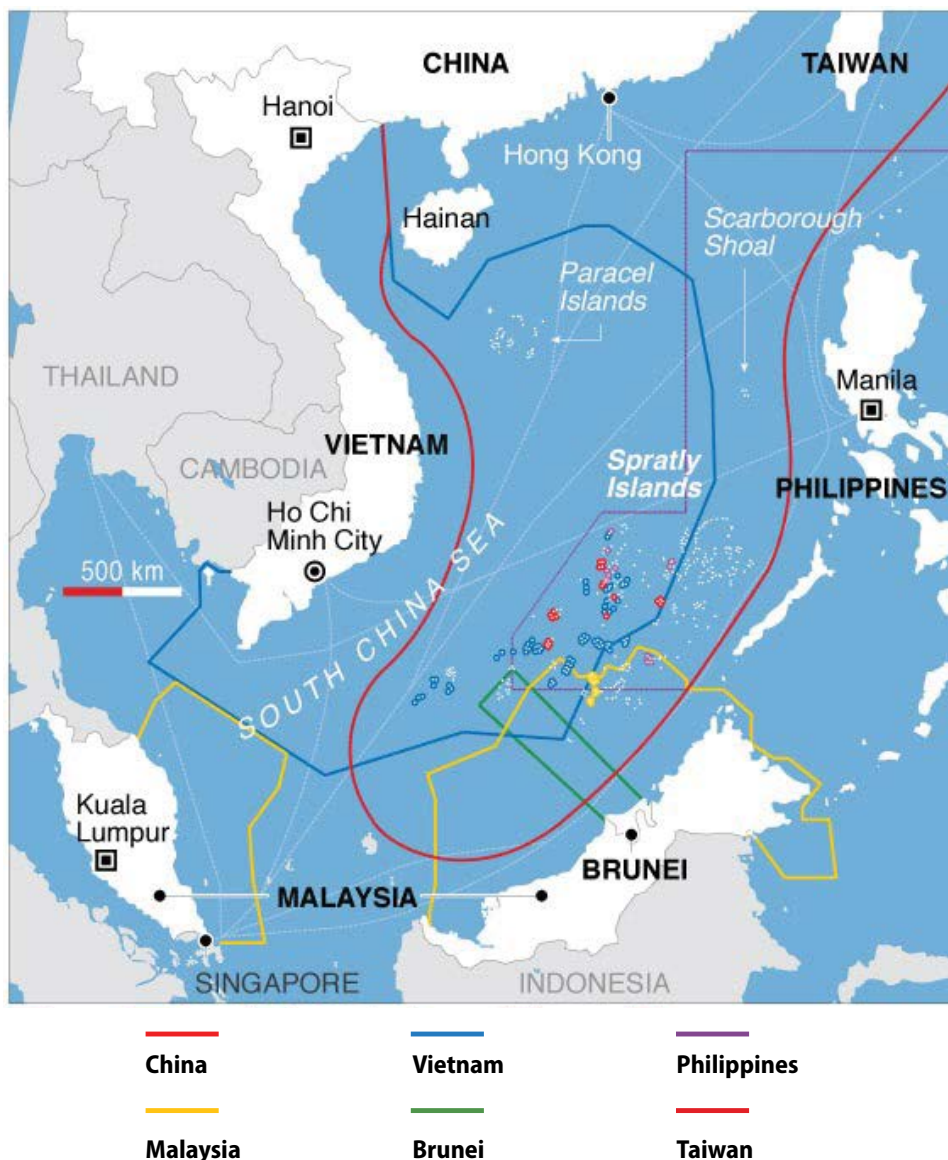 CHINA
TAIWAN
Hanoi
Hong Kong
Hainan
Scarborough
Shoal
Paracel
Islands
THAILAND
Manila
VIETNAM
CAMBODIA
Spratly
Islands
PHILIPPINES
Ho Chi
Minh City
500 km
SOUTH CHINA SEA
Kuala
Lumpur
BRUNEI
MALAYSIA
SINGAPORE
INDONESIA
China
Vietnam
Philippines
Malaysia
Brunei
Taiwan